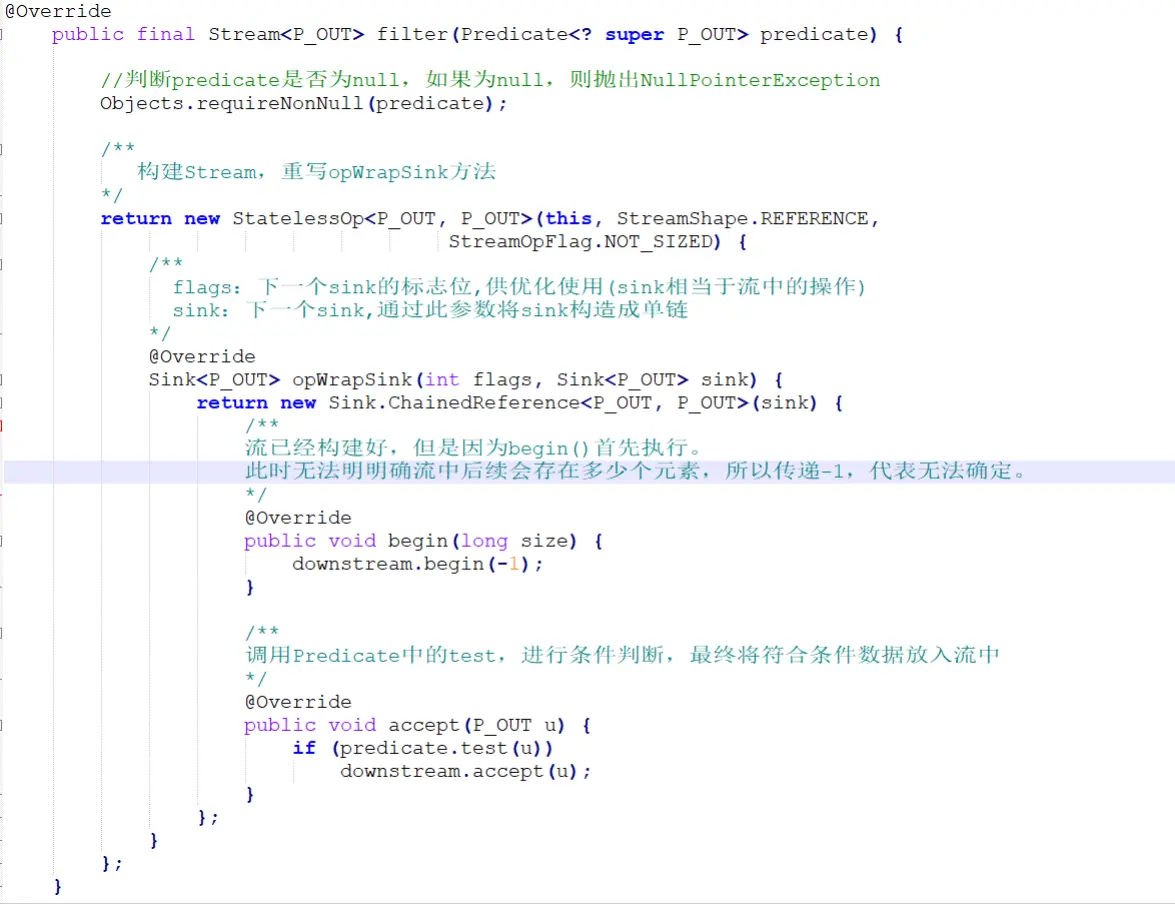 @Override
public final Stream<P_OUT> filter(Predicate<? super P_OUT> predicate) {
//判断predicate是否为null，如果为null，则抛出NullPointerException
Objects.requireNonNull(predicate);
/**
构建Stream，重写opWrapSink方法
*/
return new StatelessOp<P_OUT, P_OUT>(this, StreamShape.REFERENCE,
StreamOpFlag.NOT_SIZED) {
/**
flags: 下一个sink的标志位,供优化使用(sink相当于流中的操作)
sink: 下一个sink,通过此参数将sink构造成单链
*/
@Override
Sink<P_OUT> opWrapSink(int flags, Sink<P_OUT> sink) {
return new Sink.ChainedReference<P_OUT, P_OUT>(sink) {
/**
流已经构建好，但是因为begin()首先执行。
此时无法明明确流中后续会存在多少个元素，所以传递-1，代表无法确定。
*/
@Override
public void begin(long size) {
downstream.begin(-1);
}
/**
调用Predicate中的test，进行条件判断，最终将符合条件数据放入流中
*/
@Override
public void accept(P_OUT u) {
if (predicate.test(u))
downstream.accept(u);
}
};
}
};
}